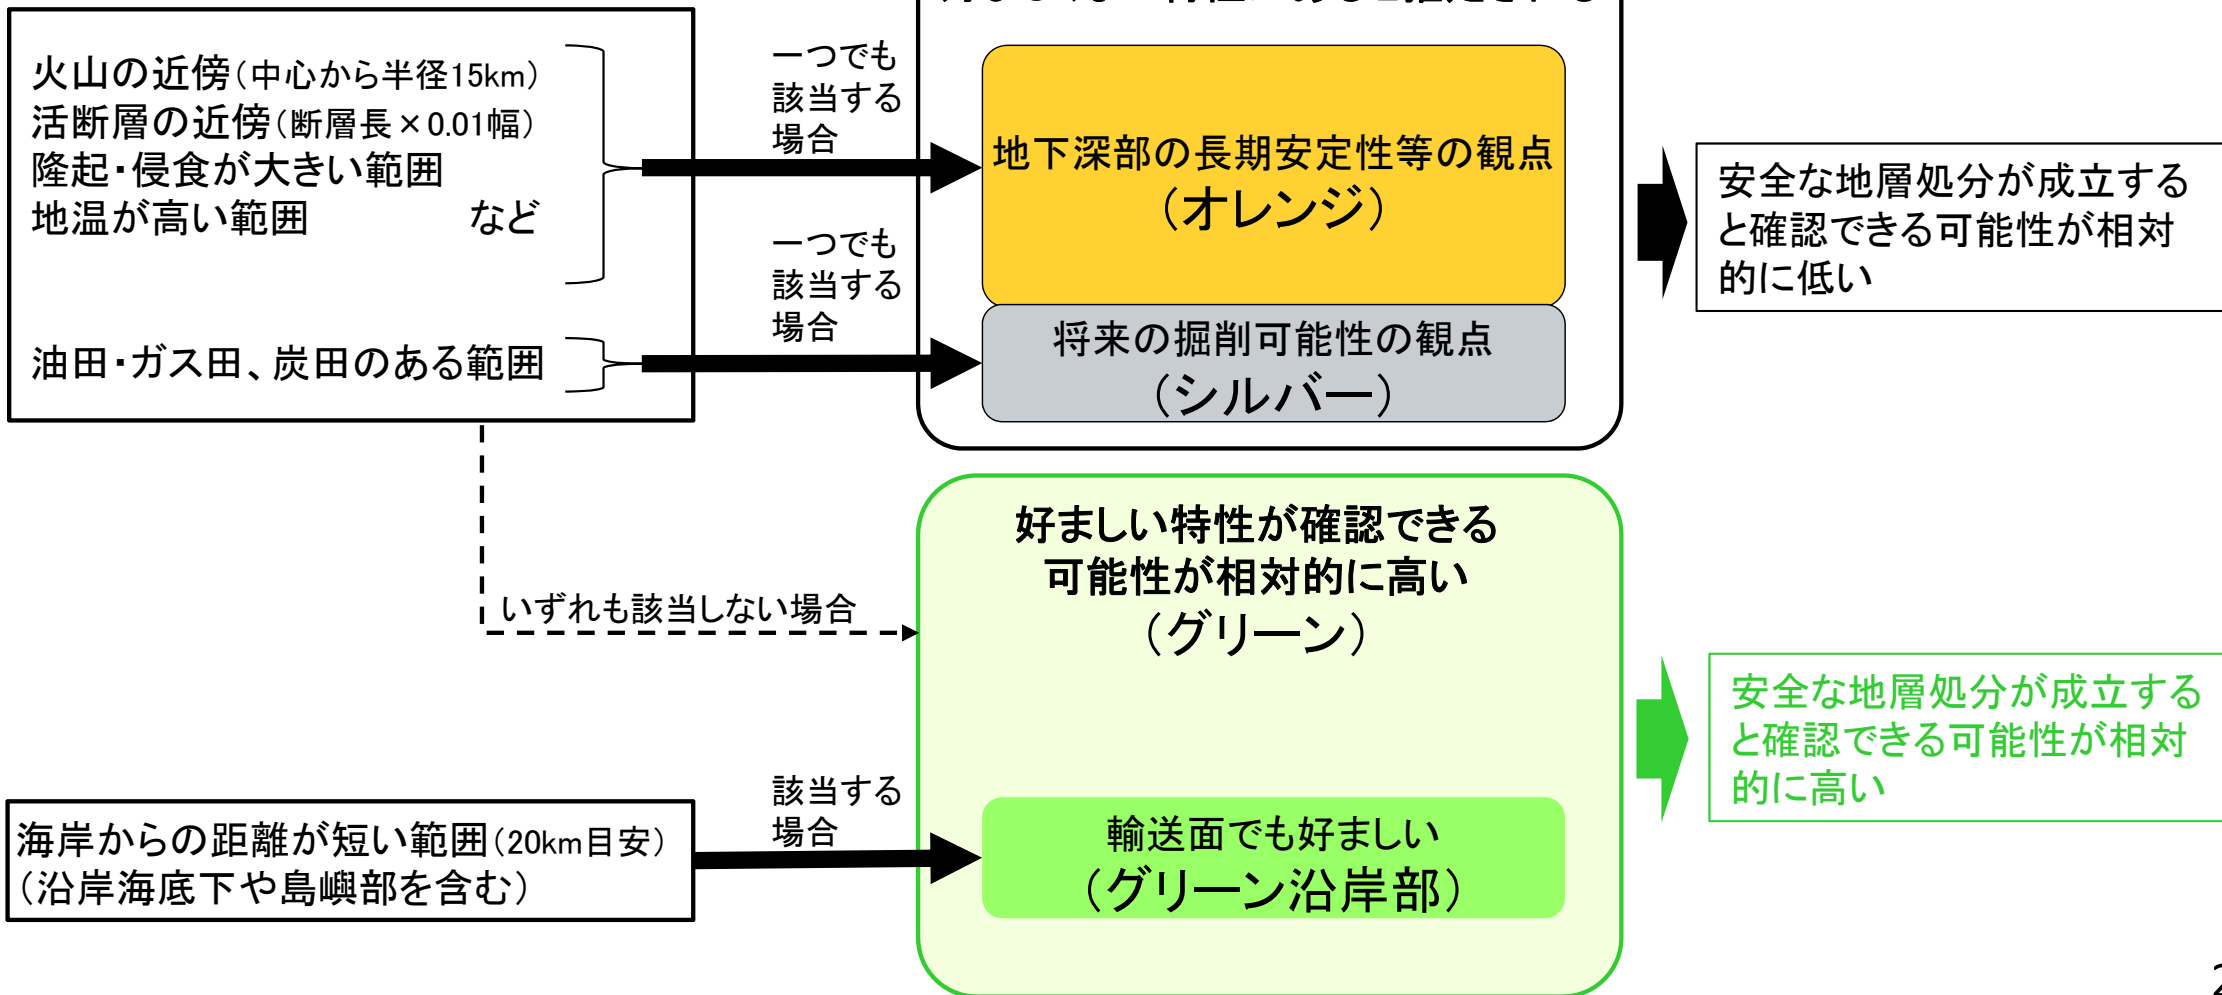 火山の近傍(中心から半径15km)
活断層の近傍(断層長×0.01幅)
隆起・侵食が大きい範囲
地温が高い範囲 など
油田・ガス田、炭田のある範囲
一つでも
該当する
場合
一つでも
該当する
場合
地下深部の長期安定性等の観点
(オレンジ)
将来の掘削可能性の観点
(シルバー)
安全な地層処分が成立する
と確認できる可能性が相対
的に低い
いずれも該当しない場合
好ましい特性が確認できる
可能性が相対的に高い
(グリーン)
海岸からの距離が短い範囲(20km目安)
(沿岸海底下や島嶼部を含む)
該当する
場合
輸送面でも好ましい
(グリーン沿岸部)
安全な地層処分が成立する
と確認できる可能性が相対
的に高い